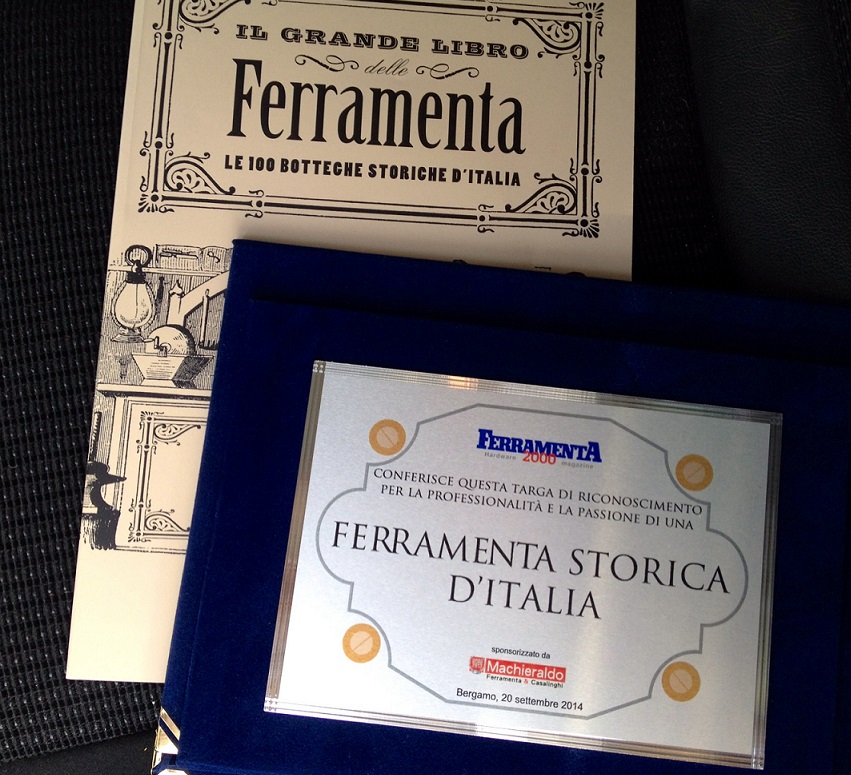 IL GRANDE LIBRO
delle
Ferramenta
LE 100 BOTTEGHE STORICHE D'ITALIA
FERRAMENTA
Hardware 2000 magazine
CONFERISCE QUESTA TARGA DI RICONOSCIMENTO
PER LA PROFESSIONALITÀ E LA PASSIONE DI UNA
FERRAMENTA STORICA
D'ITALIA
sponsorizzato da
Machieraldo
Ferramenta & Casalinghi
Bergamo, 20 settembre 2014